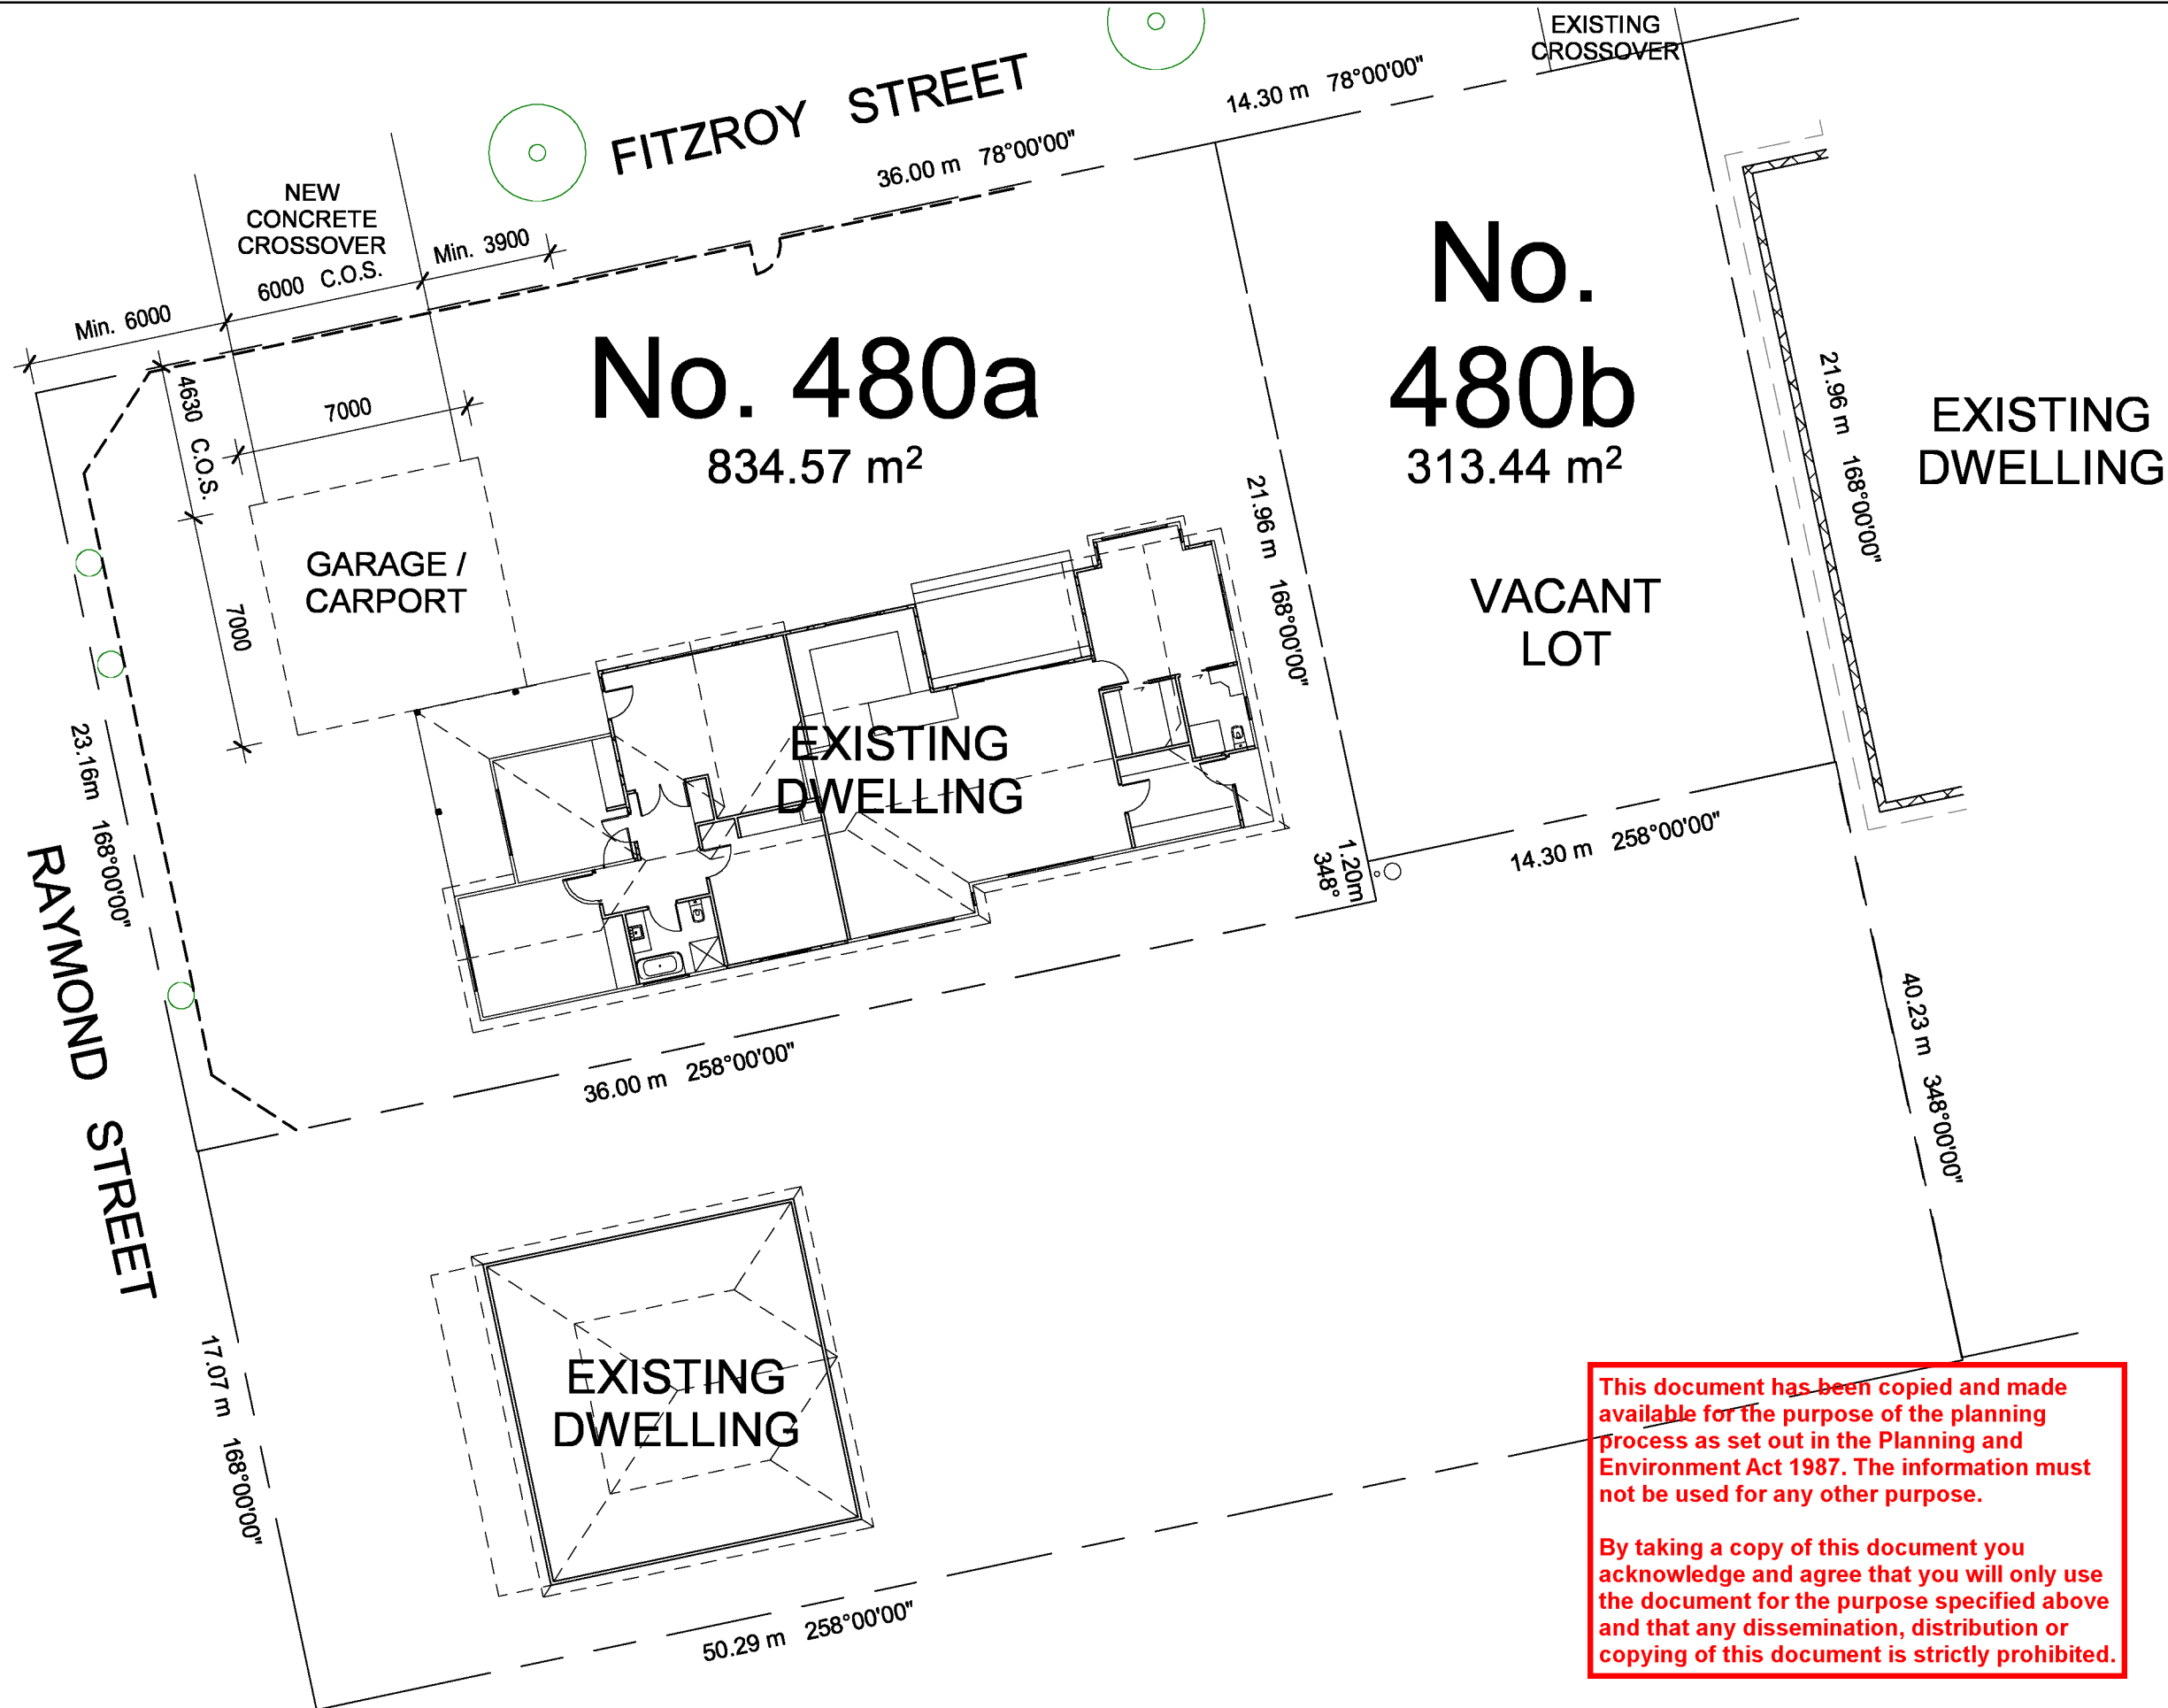 EXISTING
CROSSOVER
FITZROY STREET
14.30 m 78°00'00"
36.00 m 78°00'00"
NEW
CONCRETE
CROSSOVER
6000 C.O.S.
Min. 3900
Min. 6000
4630 C.O.S.
7000
7000
No. 480a
834.57 m²
No.
480b
313.44 m²
VACANT
LOT
21.96 m 168°00'00"
21.96 m 168°00'00"
EXISTING
DWELLING
GARAGE /
CARPORT
EXISTING
DWELLING
1.20m
348°
14.30 m 258°00'00"
23.16m 168°00'00"
RAYMOND STREET
36.00 m 258°00'00"
40.23 m 348°00'00"
17.07 m 168°00'00"
EXISTING
DWELLING
50.29 m 258°00'00"
This document has been copied and made
available for the purpose of the planning
process as set out in the Planning and
Environment Act 1987. The information must
not be used for any other purpose.
By taking a copy of this document you
acknowledge and agree that you will only use
the document for the purpose specified above
and that any dissemination, distribution or
copying of this document is strictly prohibited.